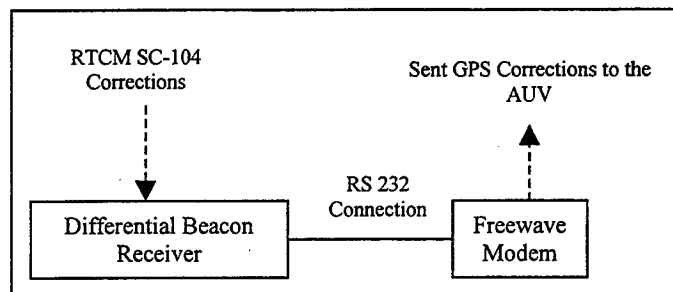 RTCM SC-104
Corrections
Sent GPS Corrections to the
AUV
RS 232
Connection
Differential Beacon
Receiver
Freewave
Modem